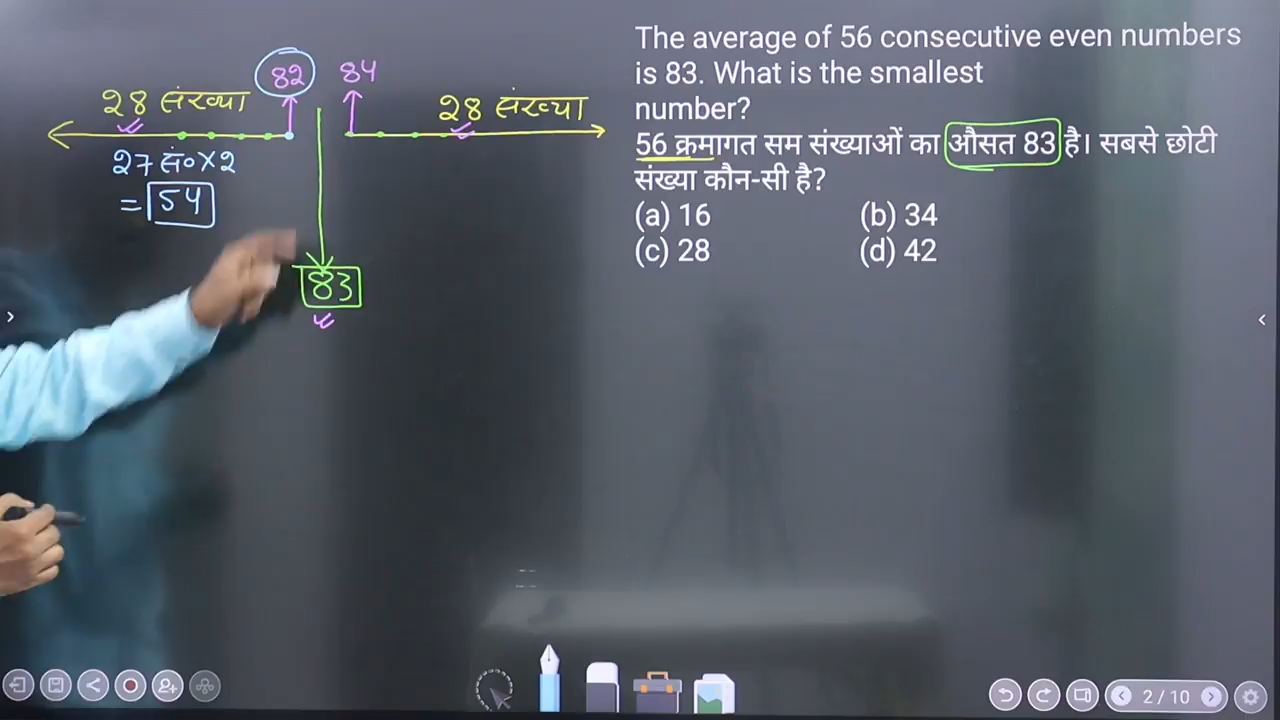 The average of 56 consecutive even numbers
is 83. What is the smallest
number?
56 क्रमागत सम संख्याओं का औसत 83 है। सबसे छोटी
संख्या कौन-सी है?
(a) 16 (b) 34
(c) 28 (d) 42
82 84
28 संख्या 28 संख्या
27 सं० × 2
= 54
83
2 / 10